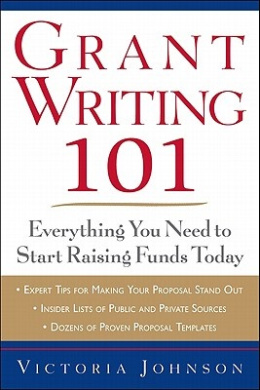 GRANT
WRITING
101
Everything You Need to
Start Raising Funds Today
• EXPERT TIPS FOR MAKING YOUR PROPOSAL STAND OUT
• INSIDER LISTS OF PUBLIC AND PRIVATE SOURCES
• DOZENS OF PROVEN PROPOSAL TEMPLATES
VICTORIA JOHNSON